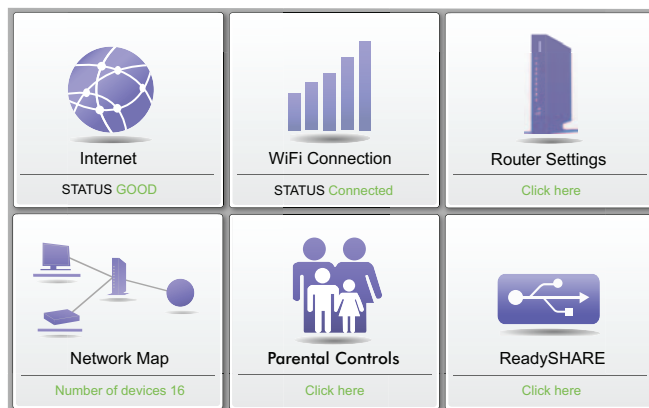 Internet
STATUS GOOD
WiFi Connection
STATUS Connected
Router Settings
Click here
Network Map
Number of devices 16
Parental Controls
Click here
ReadySHARE
Click here